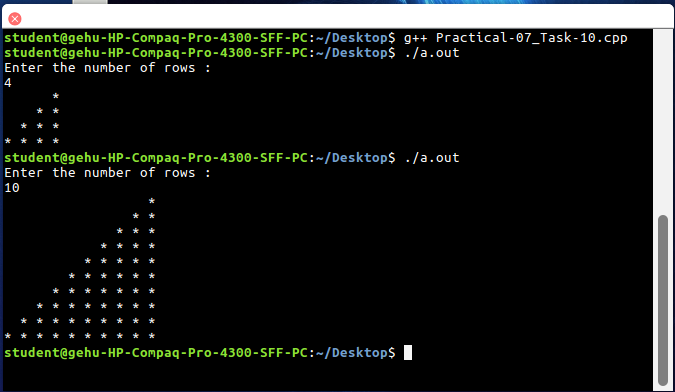 student@gehu-HP-Compaq-Pro-4300-SFF-PC:~/Desktop$ g++ Practical-07_Task-10.cpp
student@gehu-HP-Compaq-Pro-4300-SFF-PC:~/Desktop$ ./a.out
Enter the number of rows :
4
      *
    * *
  * * *
* * * *
student@gehu-HP-Compaq-Pro-4300-SFF-PC:~/Desktop$ ./a.out
Enter the number of rows :
10
                  *
                * *
              * * *
            * * * *
          * * * * *
        * * * * * *
      * * * * * * *
    * * * * * * * *
  * * * * * * * * *
* * * * * * * * * *
student@gehu-HP-Compaq-Pro-4300-SFF-PC:~/Desktop$